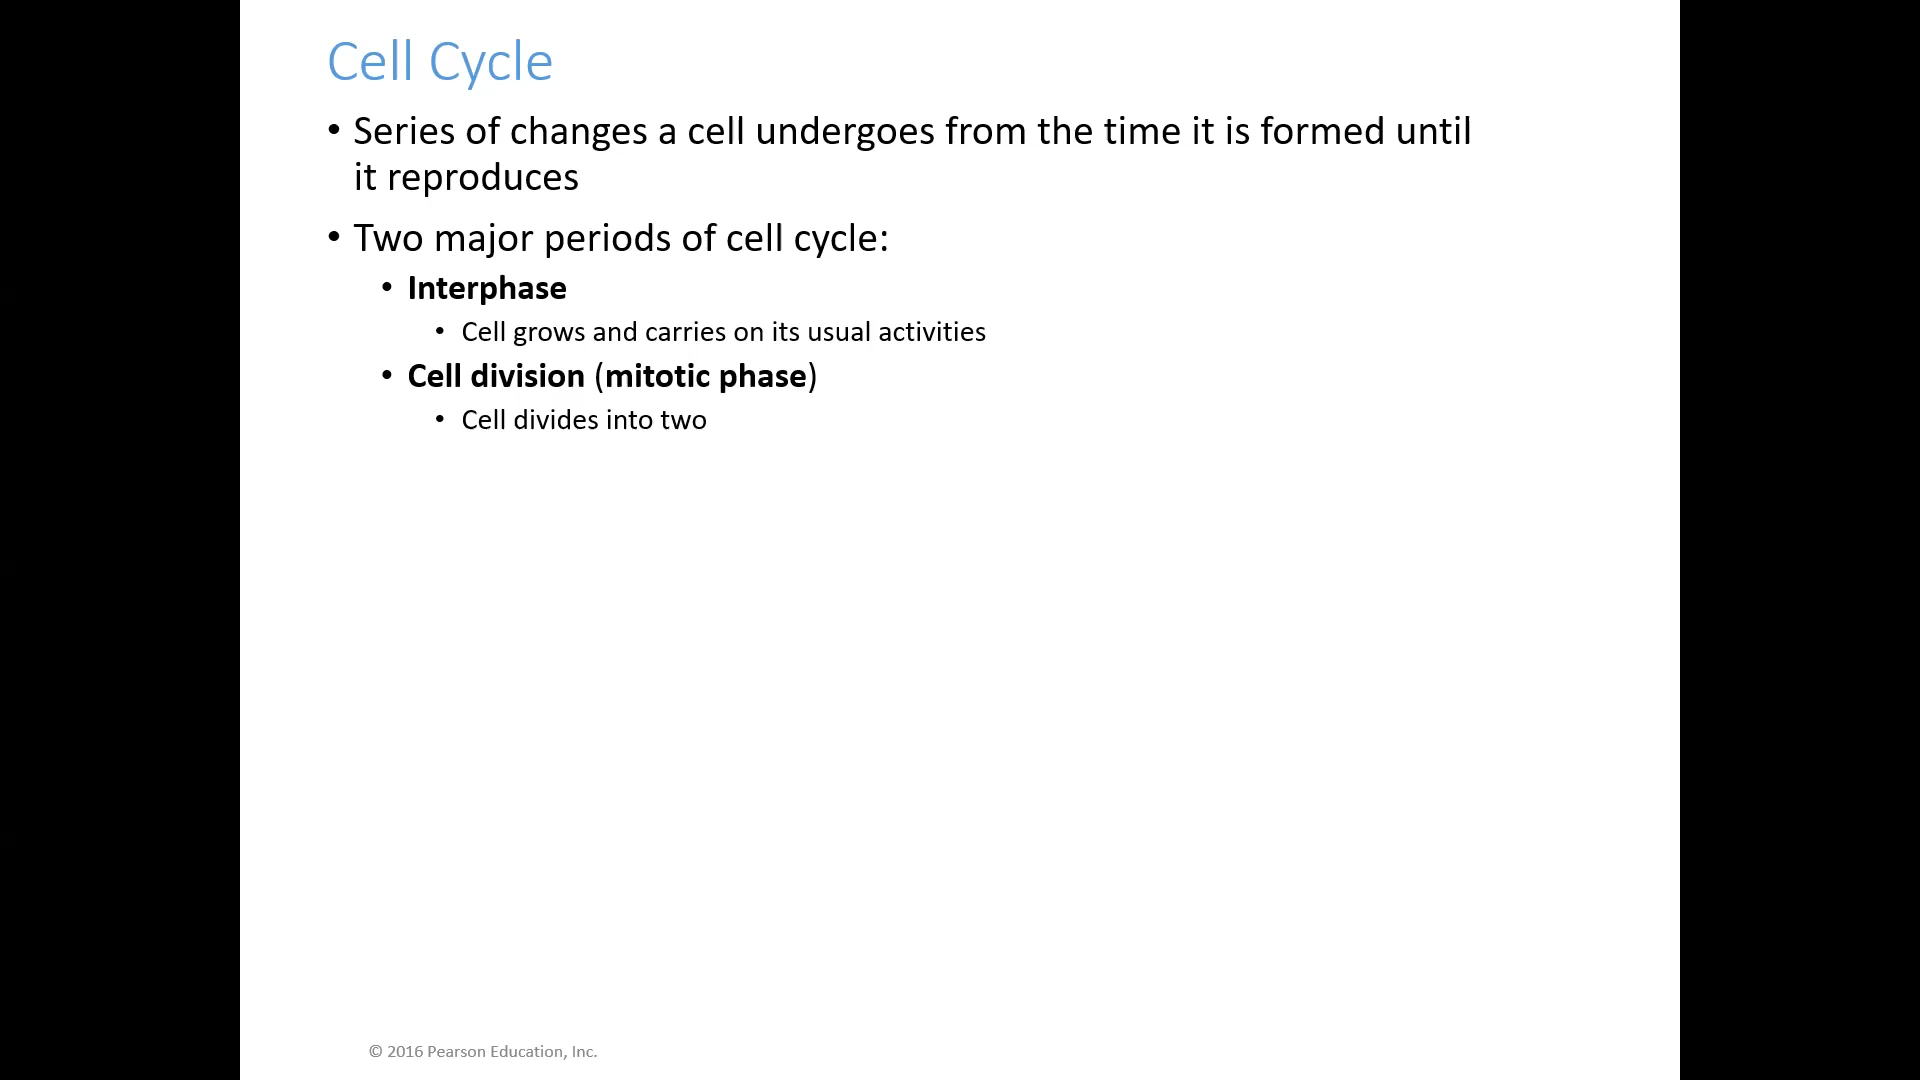 Cell Cycle
• Series of changes a cell undergoes from the time it is formed until
it reproduces
• Two major periods of cell cycle:
• Interphase
• Cell grows and carries on its usual activities
• Cell division (mitotic phase)
• Cell divides into two
© 2016 Pearson Education, Inc.